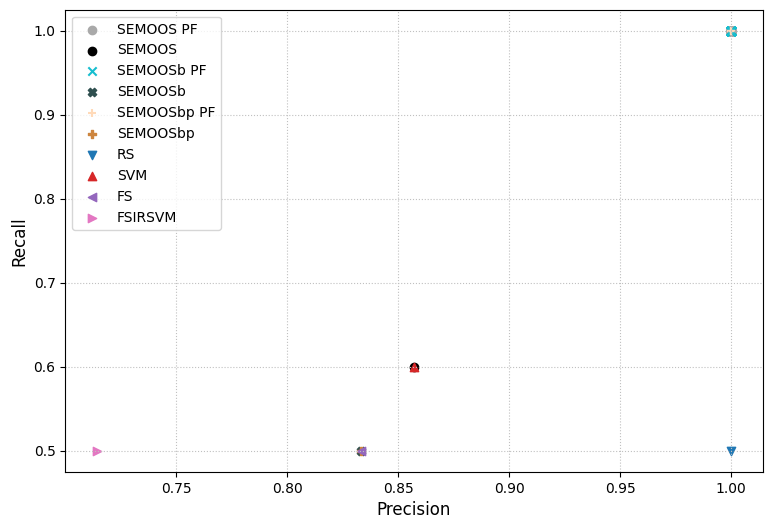 SEMOOS PF
SEMOOS
SEMOOSb PF
SEMOOSb
SEMOOSbp PF
SEMOOSbp
RS
SVM
FS
FSIRSVM
Recall
1.0
0.9
0.8
0.7
0.6
0.5
0.75 0.80 0.85 0.90 0.95 1.00
Precision